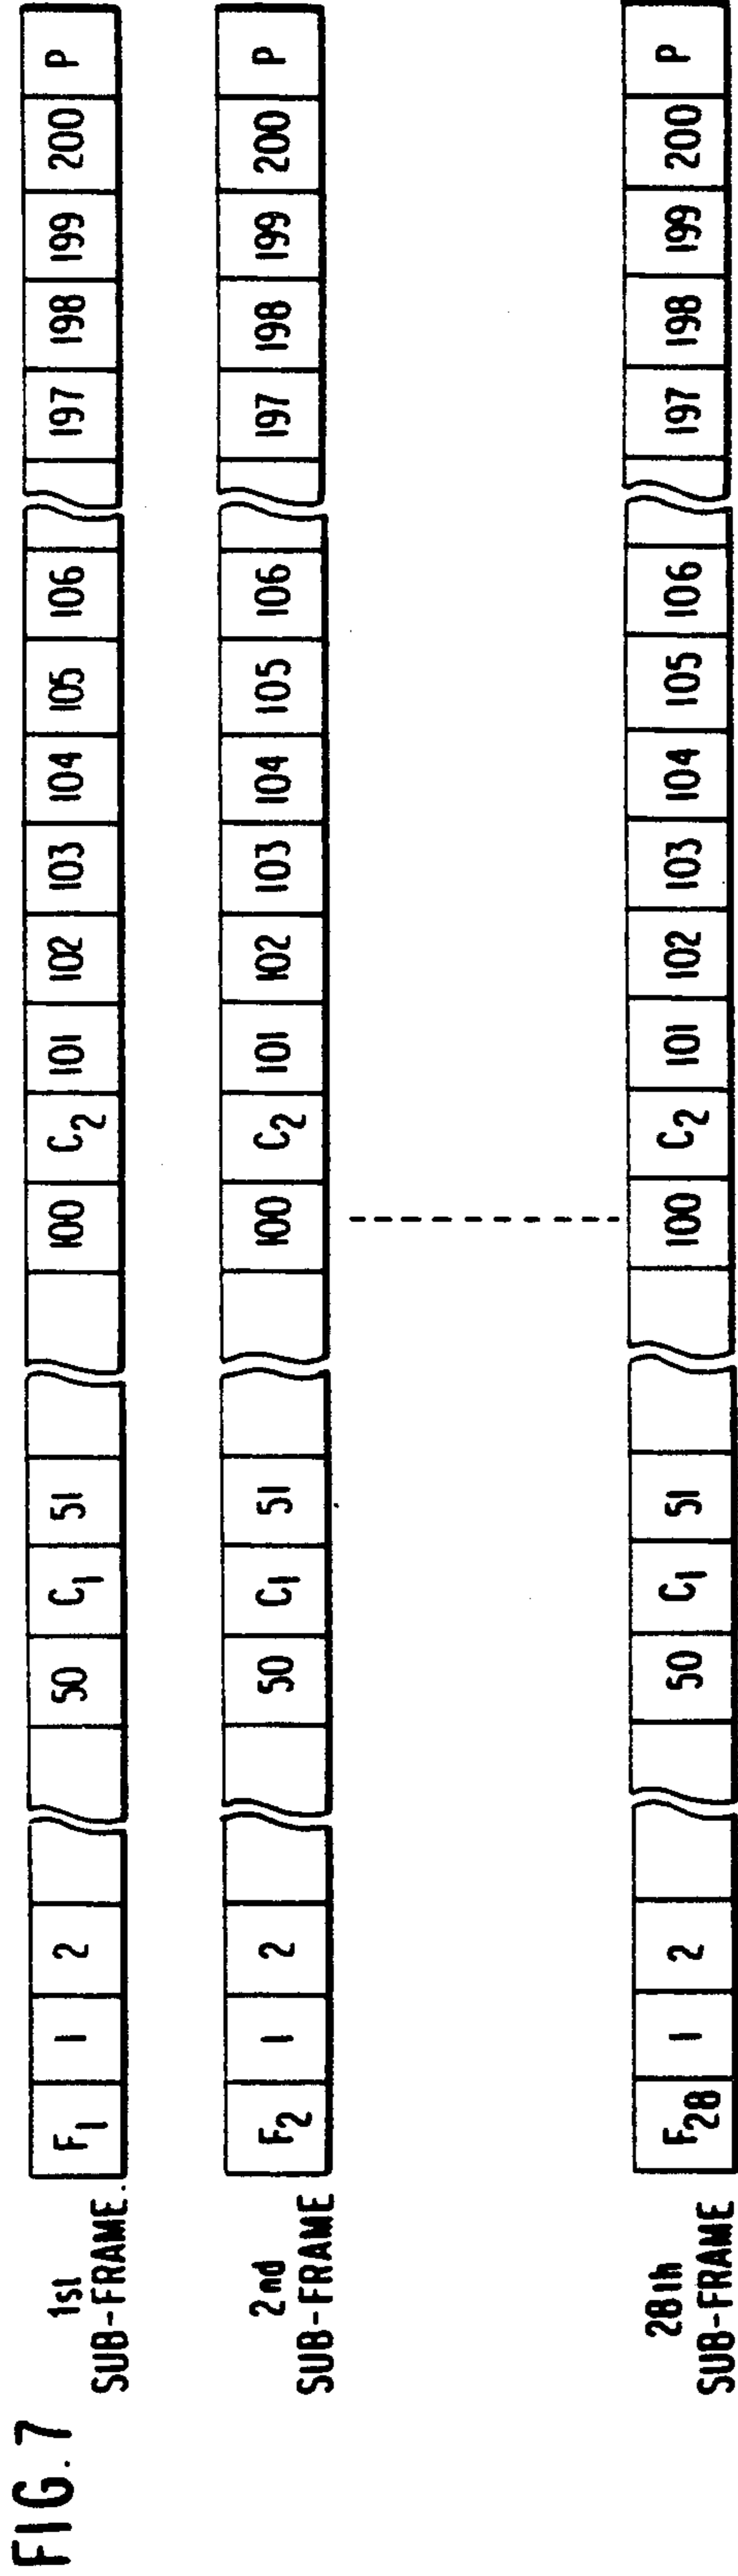 FIG. 7
1st
SUB-FRAME.
F1 1 2 50 C1 51 100 C2 101 102 103 104 105 106 197 198 199 200 P
2nd
SUB-FRAME
F2 1 2 50 C1 51 100 C2 101 102 103 104 105 106 197 198 199 200 P
28th
SUB-FRAME
F28 1 2 50 C1 51 100 C2 101 102 103 104 105 106 197 198 199 200 P